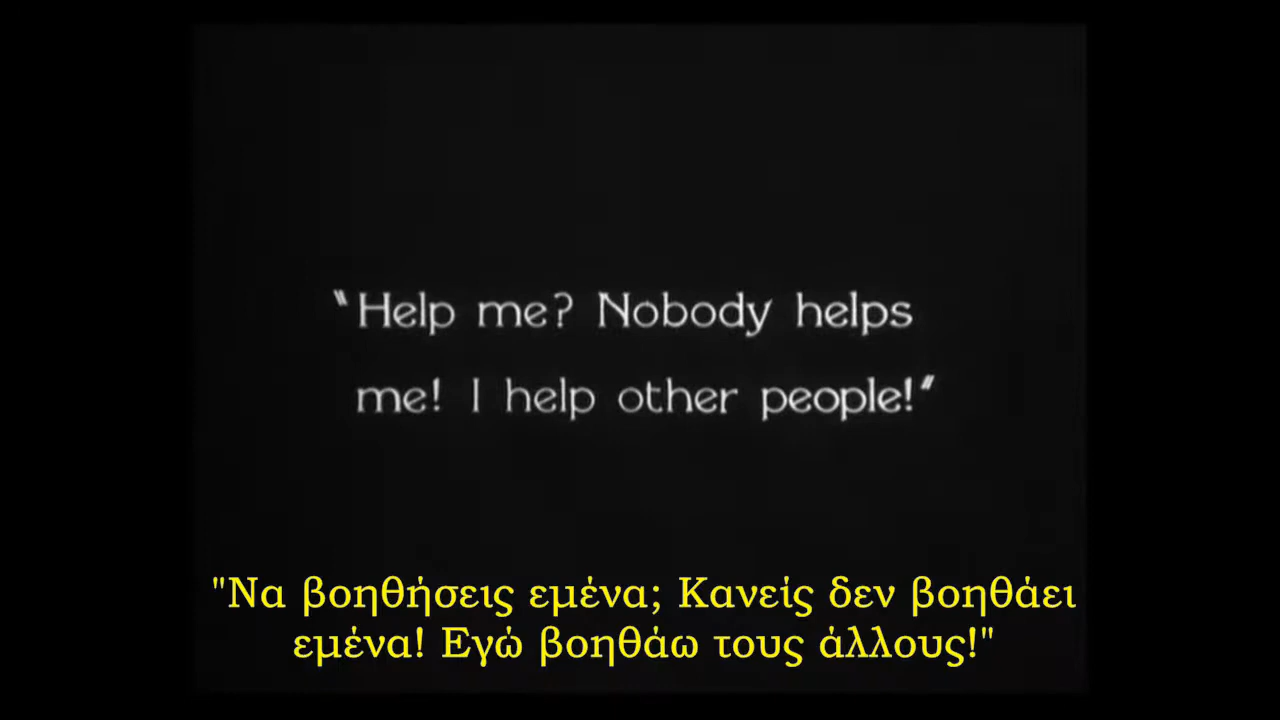 "Help me? Nobody helps
me! I help other people!"
"Να βοηθήσεις εμένα; Κανείς δεν βοηθάει
εμένα! Εγώ βοηθάω τους άλλους!"